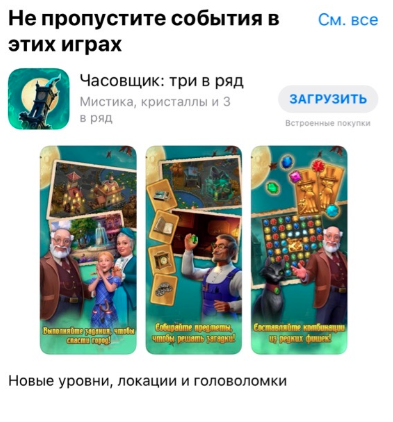 Не пропустите события в
См. все
этих играх
Часовщик: три в ряд
Мистика, кристаллы и 3
в ряд
ЗАГРУЗИТЬ
Встроенные покупки
Выполняйте задания, чтобы
спасти город!
Собирайте предметы,
чтобы решать загадки!
Составляйте комбинации
из редких фишек!
Новые уровни, локации и головоломки